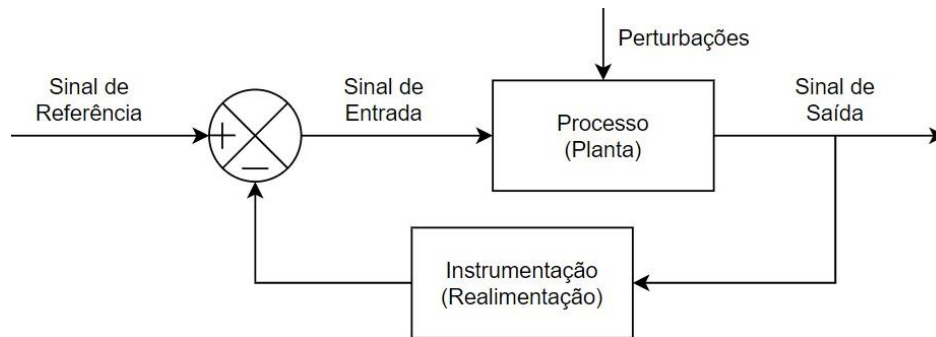 Perturbações
Sinal de
Referência
Sinal de
Entrada
Processo
(Planta)
Sinal de
Saída
+
−
Instrumentação
(Realimentação)